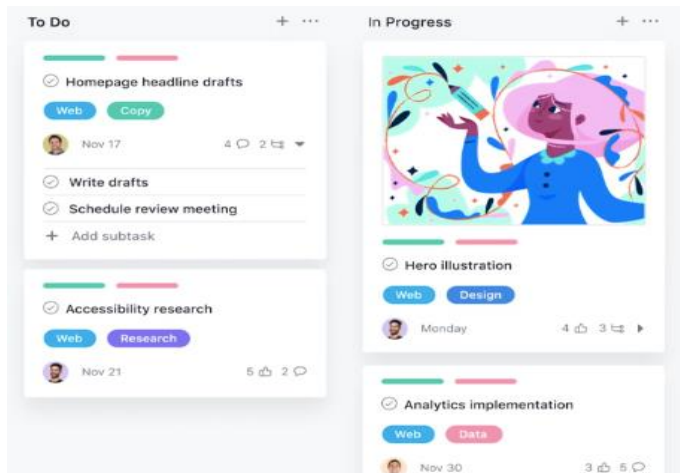 To Do
Homepage headline drafts
Web Copy
Nov 17 4 2
Write drafts
Schedule review meeting
+ Add subtask
Accessibility research
Web Research
Nov 21 5 2
In Progress
Hero illustration
Web Design
Monday 4 3
Analytics implementation
Web Data
Nov 30 3 5